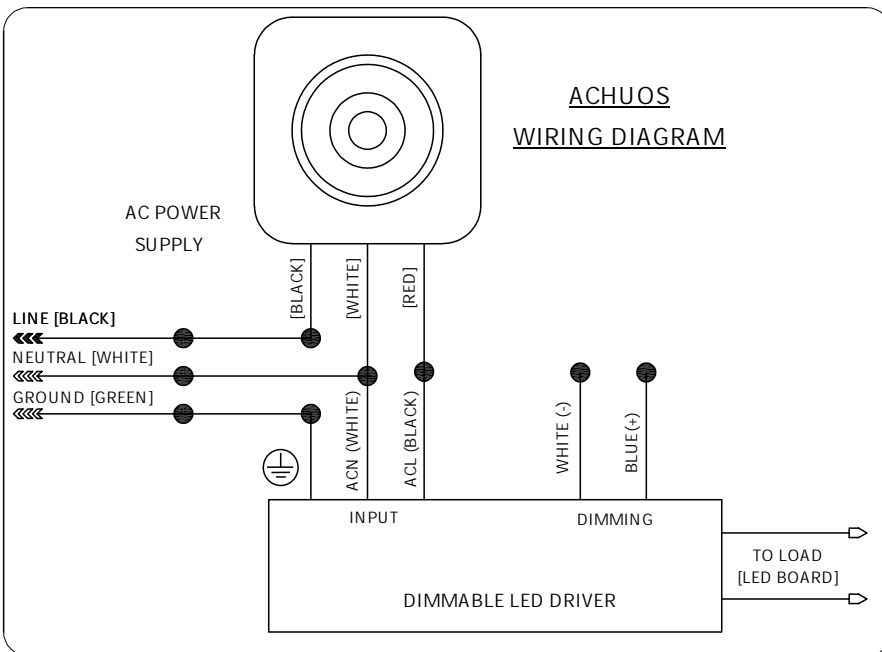 ACHUOS
WIRING DIAGRAM
AC POWER
SUPPLY
[BLACK]
[WHITE]
[RED]
LINE [BLACK]
NEUTRAL [WHITE]
GROUND [GREEN]
ACN (WHITE)
ACL (BLACK)
WHITE (-)
BLUE(+)
INPUT
DIMMING
TO LOAD
[LED BOARD]
DIMMABLE LED DRIVER